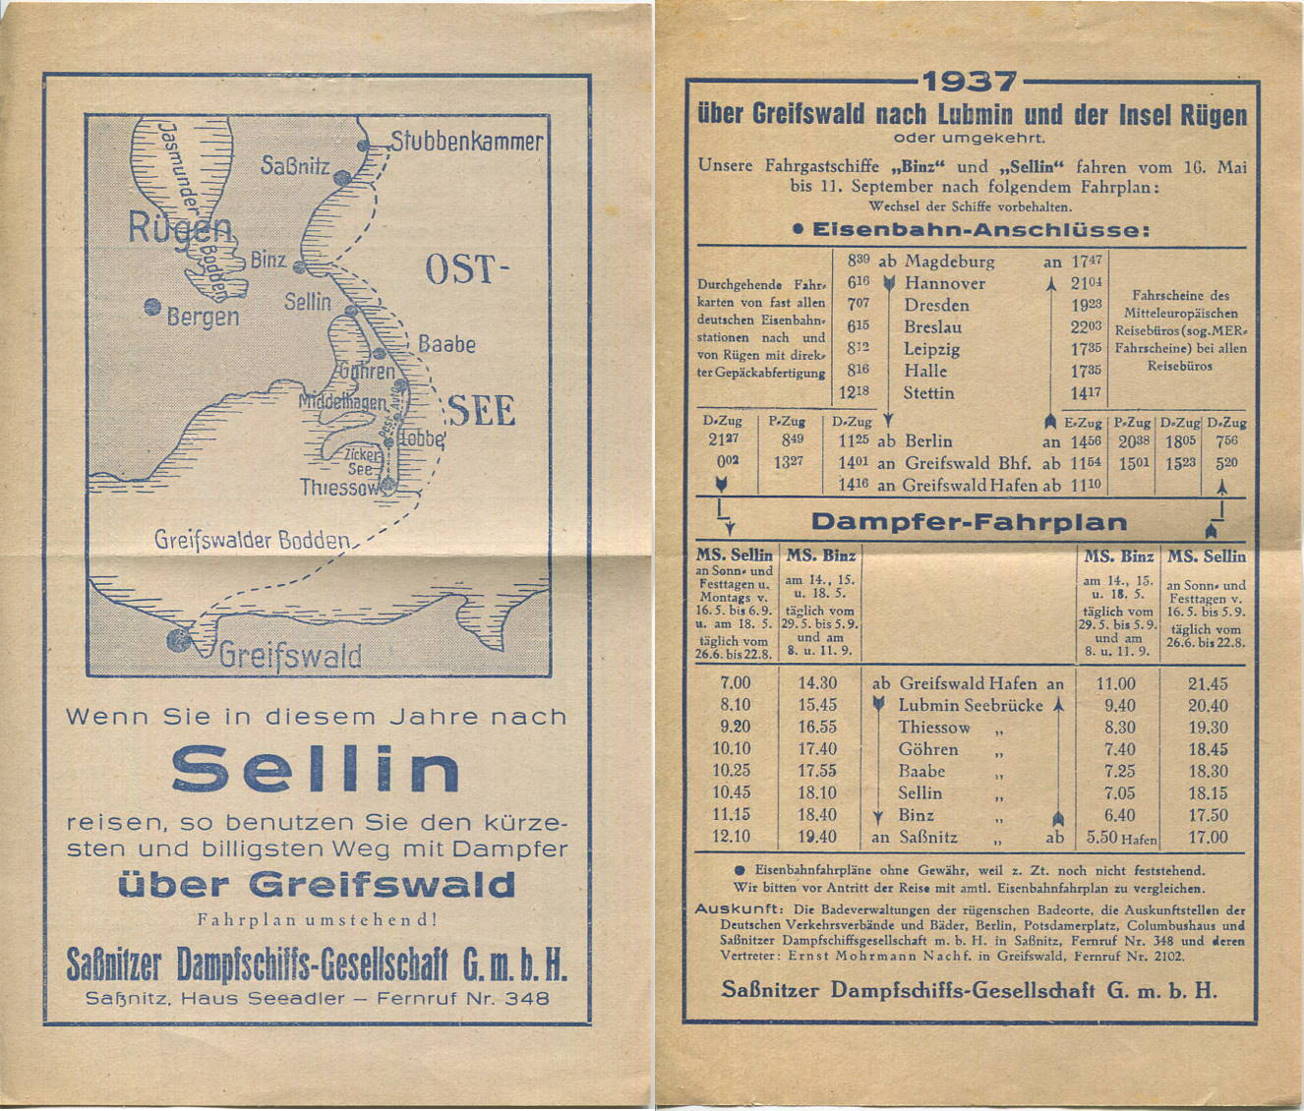 Jasmunder
Bodden
Stubbenkammer
Saßnitz
Rügen
Binz
OST-
Sellin
Bergen
Baabe
Göhren
Middelhagen
Post-Auto
SEE
Lobbe
Zicker-
See
Thiessow
Greifswalder Bodden
Greifswald
Wenn Sie in diesem Jahre nach
Sellin
reisen, so benutzen Sie den kürze-
sten und billigsten Weg mit Dampfer
über Greifswald
Fahrplan umstehend!
Saßnitzer Dampfschiffs-Gesellschaft G. m. b. H.
Saßnitz, Haus Seeadler — Fernruf Nr. 348
1937
über Greifswald nach Lubmin und der Insel Rügen
oder umgekehrt.
Unsere Fahrgastschiffe „Binz“ und „Sellin“ fahren vom 16. Mai
bis 11. September nach folgendem Fahrplan:
Wechsel der Schiffe vorbehalten.
● Eisenbahn-Anschlüsse:
Durchgehende Fahr-
karten von fast allen
deutschen Eisenbahn-
stationen nach und
von Rügen mit direk-
ter Gepäckabfertigung
8 39 ab Magdeburg an 17 47
6 16 Hannover 21 04
7 07 Dresden 19 23
6 15 Breslau 22 03
8 12 Leipzig 17 35
8 16 Halle 17 35
12 18 Stettin 14 17
Fahrscheine des
Mitteleuropäischen
Reisebüros (sog. MER-
Fahrscheine) bei allen
Reisebüros
D-Zug P-Zug D-Zug E-Zug P-Zug D-Zug D-Zug
21 27 8 49 11 25 ab Berlin an 14 56 20 38 18 05 7 56
0 02 13 27 14 01 an Greifswald Bhf. ab 11 54 15 01 15 23 5 20
14 16 an Greifswald Hafen ab 11 10
Dampfer-Fahrplan
MS. Sellin
an Sonn- und
Festtagen u.
Montags v.
16. 5. bis 6. 9.
u. am 18. 5.
täglich vom
26.6. bis 22.8.
MS. Binz
am 14., 15.
u. 18. 5.
täglich vom
29. 5. bis 5. 9.
und am
8. u. 11. 9.
MS. Binz
am 14., 15.
u. 18. 5.
täglich vom
29. 5. bis 5. 9.
und am
8. u. 11. 9.
MS. Sellin
an Sonn- und
Festtagen v.
16. 5. bis 5. 9.
täglich vom
26.6. bis 22.8.
7.00 14.30 ab Greifswald Hafen an 11.00 21.45
8.10 15.45 Lubmin Seebrücke 9.40 20.40
9.20 16.55 Thiessow „ 8.30 19.30
10.10 17.40 Göhren „ 7.40 18.45
10.25 17.55 Baabe „ 7.25 18.30
10.45 18.10 Sellin „ 7.05 18.15
11.15 18.40 Binz „ 6.40 17.50
12.10 19.40 an Saßnitz „ ab 5.50 Hafen 17.00
● Eisenbahnfahrpläne ohne Gewähr, weil z. Zt. noch nicht feststehend.
Wir bitten vor Antritt der Reise mit amtl. Eisenbahnfahrplan zu vergleichen.
Auskunft: Die Badeverwaltungen der rügenschen Badeorte, die Auskunftstellen der
Deutschen Verkehrsverbände und Bäder, Berlin, Potsdamerplatz, Columbushaus und
Saßnitzer Dampfschiffsgesellschaft m. b. H. in Saßnitz, Fernruf Nr. 348 und deren
Vertreter: Ernst Mohrmann Nachf. in Greifswald, Fernruf Nr. 2102.
Saßnitzer Dampfschiffs-Gesellschaft G. m. b. H.